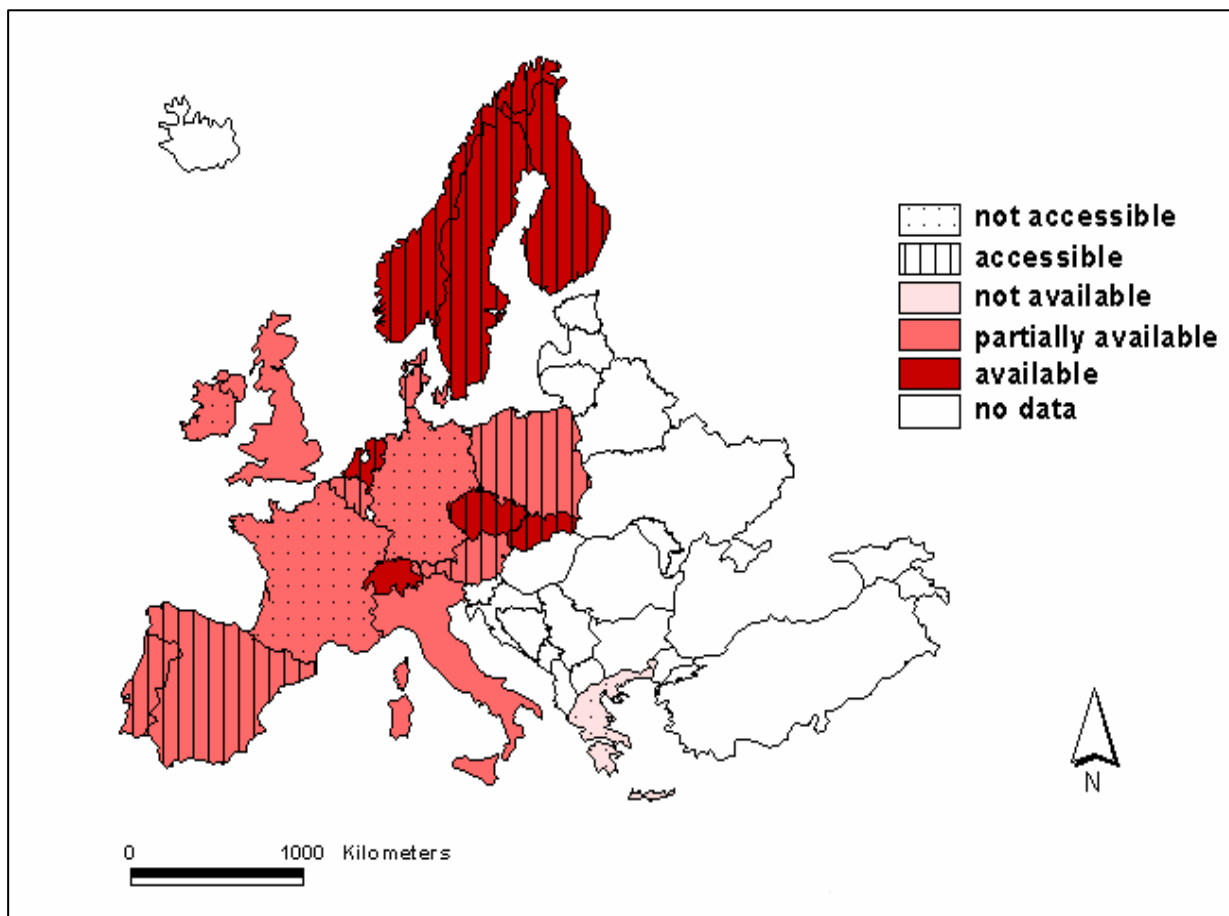 not accessible
accessible
not available
partially available
available
no data
N
0 1000 Kilometers